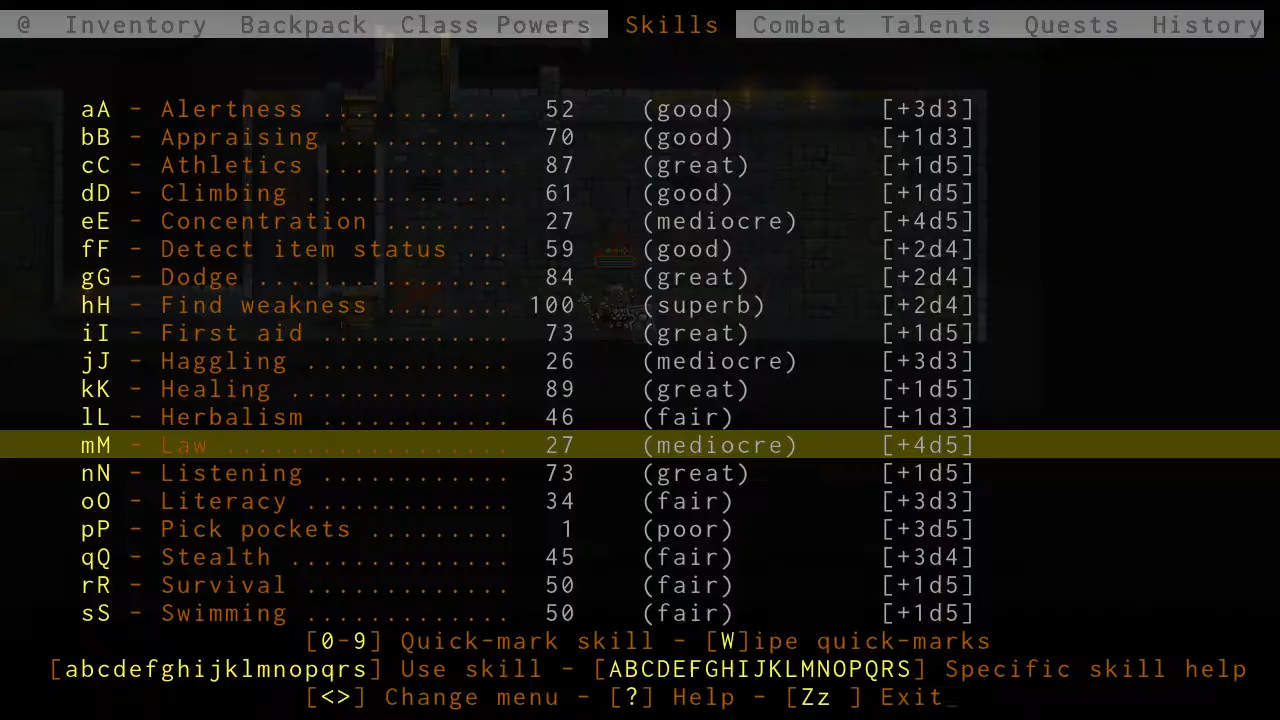 @ Inventory Backpack Class Powers Skills Combat Talents Quests History
aA - Alertness ............ 52 (good) [+3d3]
bB - Appraising ........... 70 (good) [+1d3]
cC - Athletics ............ 87 (great) [+1d5]
dD - Climbing ............. 61 (good) [+1d5]
eE - Concentration ........ 27 (mediocre) [+4d5]
fF - Detect item status ... 59 (good) [+2d4]
gG - Dodge ................ 84 (great) [+2d4]
hH - Find weakness ........ 100 (superb) [+2d4]
iI - First aid ............ 73 (great) [+1d5]
jJ - Haggling ............. 26 (mediocre) [+3d3]
kK - Healing .............. 89 (great) [+1d5]
lL - Herbalism ............ 46 (fair) [+1d3]
mM - Law .................. 27 (mediocre) [+4d5]
nN - Listening ............ 73 (great) [+1d5]
oO - Literacy ............. 34 (fair) [+3d3]
pP - Pick pockets ......... 1 (poor) [+3d5]
qQ - Stealth .............. 45 (fair) [+3d4]
rR - Survival ............. 50 (fair) [+1d5]
sS - Swimming ............. 50 (fair) [+1d5]
[0-9] Quick-mark skill - [W]ipe quick-marks
[abcdefghijklmnopqrs] Use skill - [ABCDEFGHIJKLMNOPQRS] Specific skill help
[<>] Change menu - [?] Help - [Zz ] Exit_